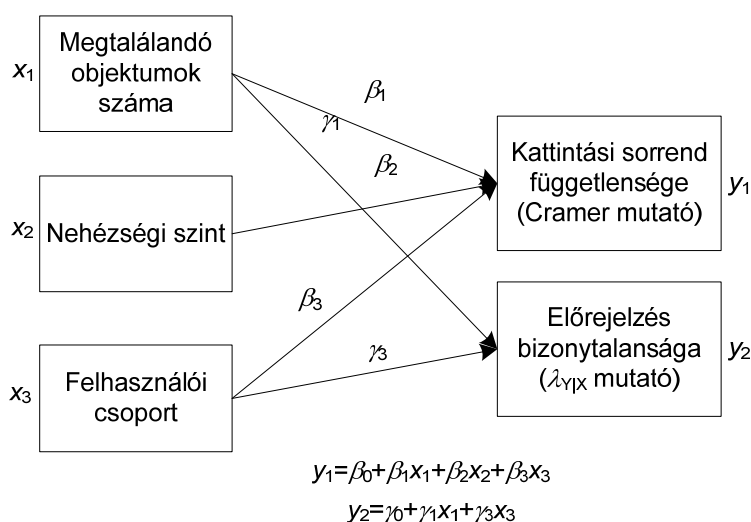 x1
Megtalálandó
objektumok
száma
x2
Nehézségi szint
x3
Felhasználói
csoport
β1
γ1
β2
β3
γ3
Kattintási sorrend
függetlensége
(Cramer mutató)
y1
Előrejelzés
bizonytalansága
(λY|X mutató)
y2
y1=β0+β1x1+β2x2+β3x3
y2=γ0+γ1x1+γ3x3